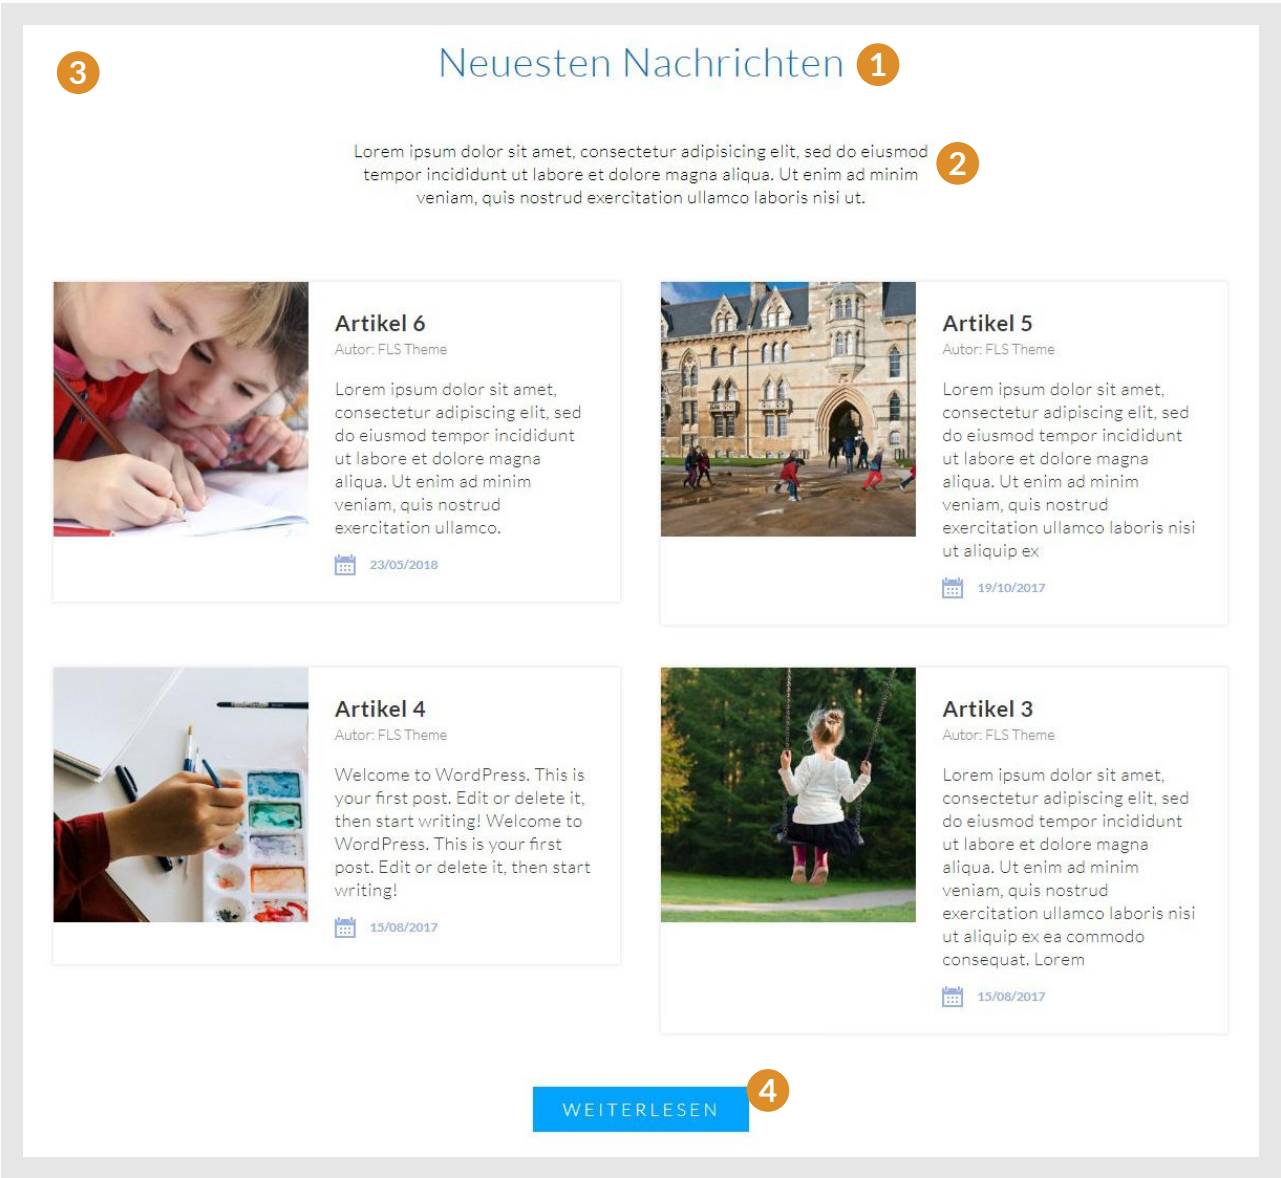 3
Neuesten Nachrichten 1
Lorem ipsum dolor sit amet, consectetur adipisicing elit, sed do eiusmod 2
tempor incididunt ut labore et dolore magna aliqua. Ut enim ad minim
veniam, quis nostrud exercitation ullamco laboris nisi ut.
Artikel 6
Autor: FLS Theme
Lorem ipsum dolor sit amet,
consectetur adipiscing elit, sed
do eiusmod tempor incididunt
ut labore et dolore magna
aliqua. Ut enim ad minim
veniam, quis nostrud
exercitation ullamco.
23/05/2018
Artikel 5
Autor: FLS Theme
Lorem ipsum dolor sit amet,
consectetur adipiscing elit, sed
do eiusmod tempor incididunt
ut labore et dolore magna
aliqua. Ut enim ad minim
veniam, quis nostrud
exercitation ullamco laboris nisi
ut aliquip ex
19/10/2017
Artikel 4
Autor: FLS Theme
Welcome to WordPress. This is
your first post. Edit or delete it,
then start writing! Welcome to
WordPress. This is your first
post. Edit or delete it, then start
writing!
15/08/2017
Artikel 3
Autor: FLS Theme
Lorem ipsum dolor sit amet,
consectetur adipiscing elit, sed
do eiusmod tempor incididunt
ut labore et dolore magna
aliqua. Ut enim ad minim
veniam, quis nostrud
exercitation ullamco laboris nisi
ut aliquip ex ea commodo
consequat. Lorem
15/08/2017
WEITERLESEN 4